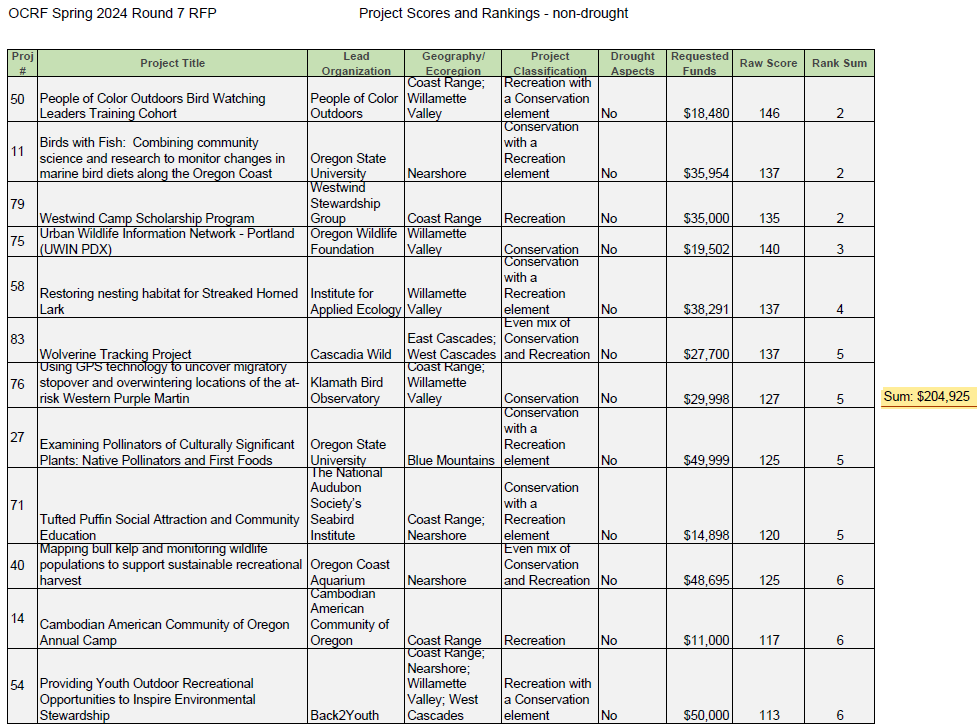 OCRF Spring 2024 Round 7 RFP
Project Scores and Rankings - non-drought
Proj # | Project Title | Lead Organization | Geography/ Ecoregion | Project Classification | Drought Aspects | Requested Funds | Raw Score | Rank Sum
50 | People of Color Outdoors Bird Watching Leaders Training Cohort | People of Color Outdoors | Coast Range; Willamette Valley | Recreation with a Conservation element | No | $18,480 | 146 | 2
11 | Birds with Fish: Combining community science and research to monitor changes in marine bird diets along the Oregon Coast | Oregon State University | Nearshore | Conservation with a Recreation element | No | $35,954 | 137 | 2
79 | Westwind Camp Scholarship Program | Westwind Stewardship Group | Coast Range | Recreation | No | $35,000 | 135 | 2
75 | Urban Wildlife Information Network - Portland (UWIN PDX) | Oregon Wildlife Foundation | Willamette Valley | Conservation | No | $19,502 | 140 | 3
58 | Restoring nesting habitat for Streaked Horned Lark | Institute for Applied Ecology | Willamette Valley | Conservation with a Recreation element | No | $38,291 | 137 | 4
83 | Wolverine Tracking Project | Cascadia Wild | East Cascades; West Cascades | Even mix of Conservation and Recreation | No | $27,700 | 137 | 5
76 | Using GPS technology to uncover migratory stopover and overwintering locations of the at-risk Western Purple Martin | Klamath Bird Observatory | Coast Range; Willamette Valley | Conservation | No | $29,998 | 127 | 5
Sum: $204,925
27 | Examining Pollinators of Culturally Significant Plants: Native Pollinators and First Foods | Oregon State University | Blue Mountains | Conservation with a Recreation element | No | $49,999 | 125 | 5
71 | Tufted Puffin Social Attraction and Community Education | The National Audubon Society's Seabird Institute | Coast Range; Nearshore | Conservation with a Recreation element | No | $14,898 | 120 | 5
40 | Mapping bull kelp and monitoring wildlife populations to support sustainable recreational harvest | Oregon Coast Aquarium | Nearshore | Even mix of Conservation and Recreation | No | $48,695 | 125 | 6
14 | Cambodian American Community of Oregon Annual Camp | Cambodian American Community of Oregon | Coast Range | Recreation | No | $11,000 | 117 | 6
54 | Providing Youth Outdoor Recreational Opportunities to Inspire Environmental Stewardship | Back2Youth | Coast Range; Nearshore; Willamette Valley; West Cascades | Recreation with a Conservation element | No | $50,000 | 113 | 6